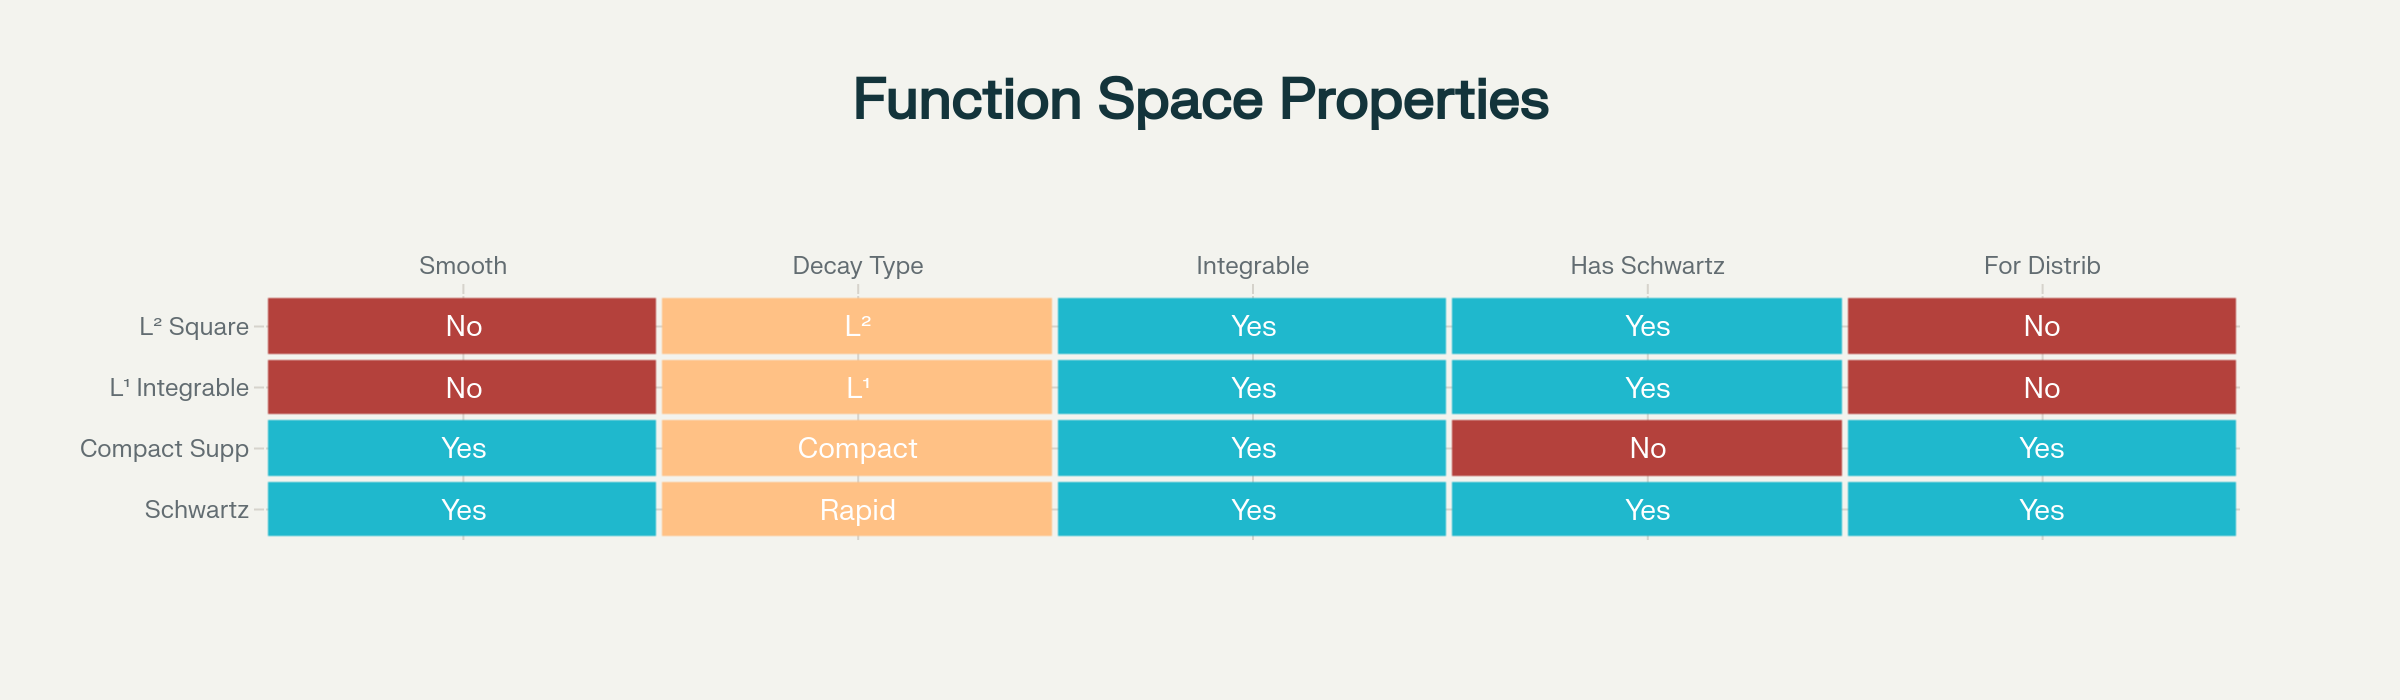 Function Space Properties
Smooth Decay Type Integrable Has Schwartz For Distrib
L² Square No L² Yes Yes No
L¹ Integrable No L¹ Yes Yes No
Compact Supp Yes Compact Yes No Yes
Schwartz Yes Rapid Yes Yes Yes